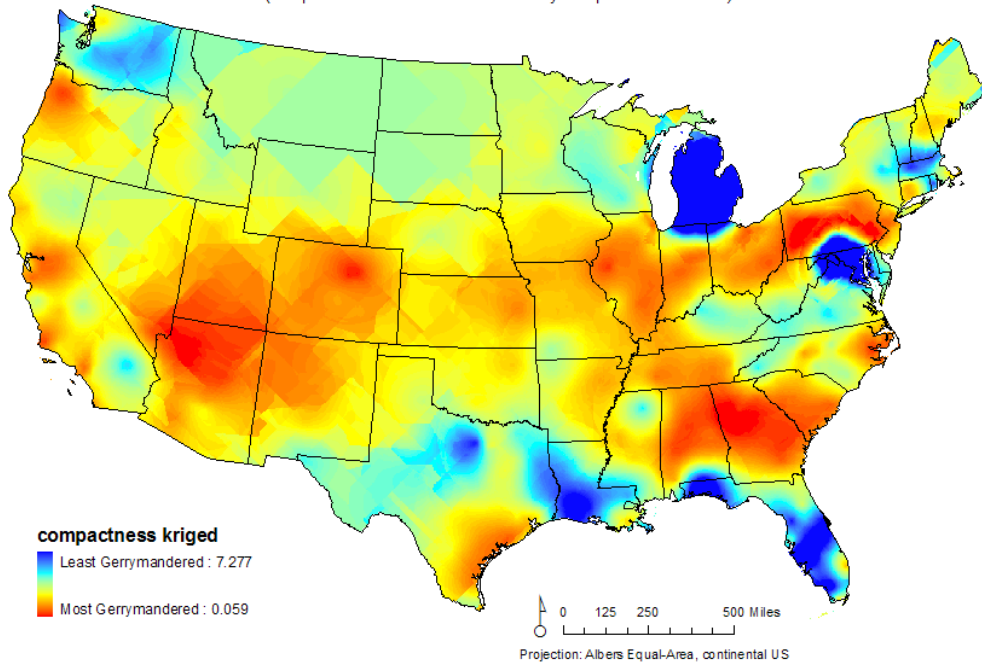 compactness kriged
Least Gerrymandered : 7.277
Most Gerrymandered : 0.059
0 125 250 500 Miles
Projection: Albers Equal-Area, continental US